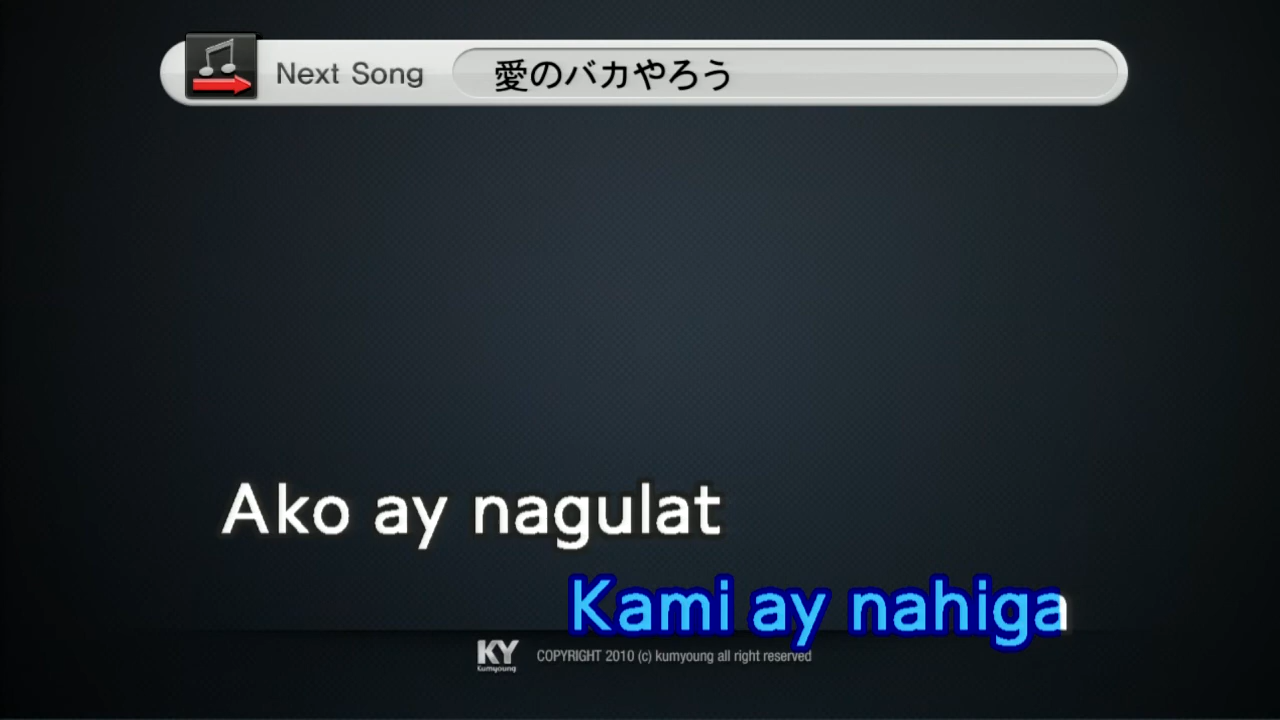 Next Song
愛のバカやろう
Ako ay nagulat
Kami ay nahiga
KY
kumyoung
COPYRIGHT 2010 (c) kumyoung all right reserved